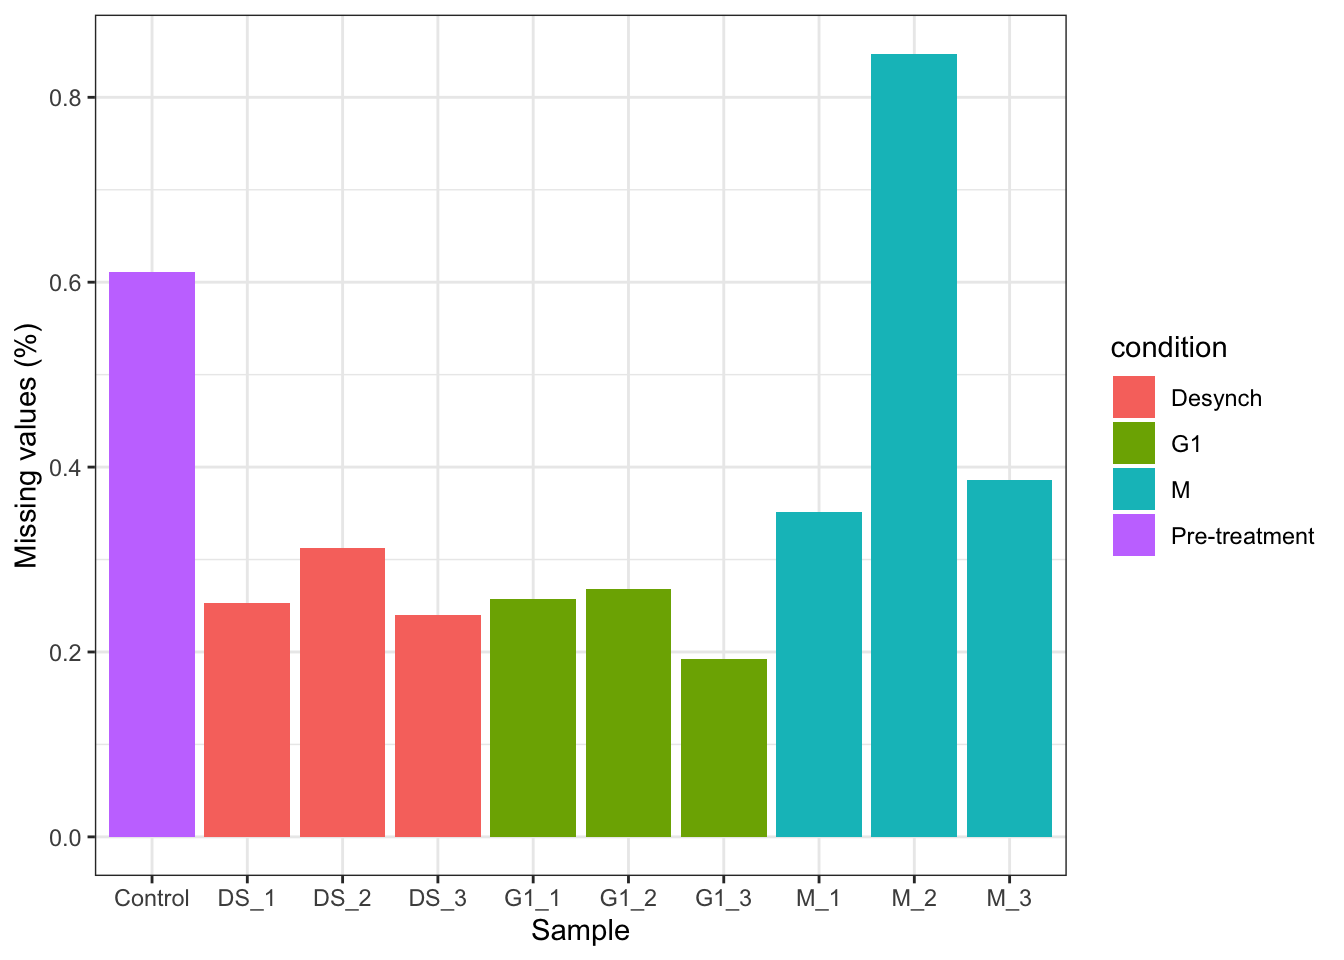 Missing values (%)
0.8
0.6
0.4
0.2
0.0
Control DS_1 DS_2 DS_3 G1_1 G1_2 G1_3 M_1 M_2 M_3
Sample
condition
Desynch
G1
M
Pre-treatment